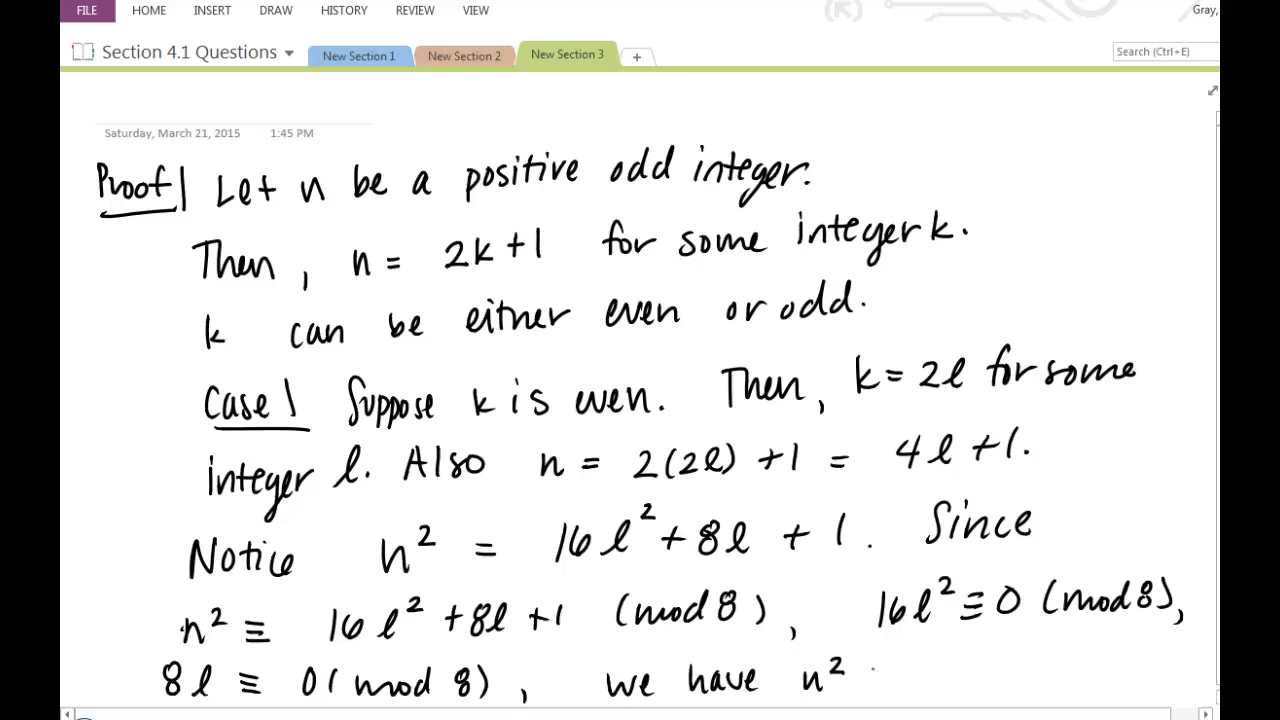 FILE HOME INSERT DRAW HISTORY REVIEW VIEW Gray,
Section 4.1 Questions New Section 1 New Section 2 New Section 3 + Search (Ctrl+E)
Saturday, March 21, 2015 1:45 PM
Proof| Let n be a positive odd integer.
Then, n = 2k+1 for some integer k.
k can be either even or odd.
Case 1 Suppose k is even. Then, k = 2l for some
integer l. Also n = 2(2l) + 1 = 4l + 1.
Notice n² = 16l² + 8l + 1. Since
n² ≡ 16l² + 8l + 1 (mod 8), 16l² ≡ 0 (mod 8),
8l ≡ 0 (mod 8), we have n²